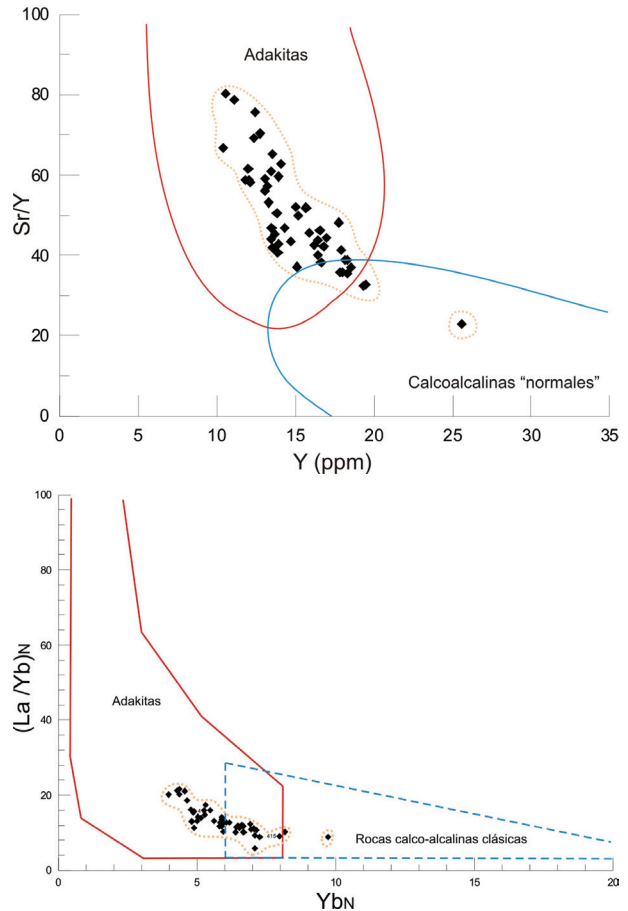 100
80
60
40
20
0
Sr/Y
Adakitas
Calcoalcalinas “normales”
0 5 10 15 20 25 30 35
Y (ppm)
100
80
60
40
20
0
(La /Yb)N
Adakitas
415
Rocas calco-alcalinas clásicas
0 5 10 15 20
YbN